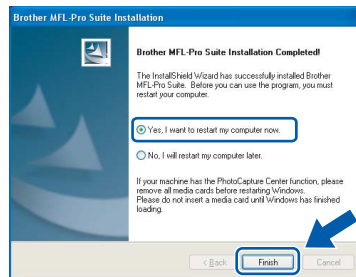 Brother MFL-Pro Suite Installation
Brother MFL-Pro Suite Installation Completed!
The InstallShield Wizard has successfully installed Brother
MFL-Pro Suite. Before you can use the program, you must
restart your computer.
Yes, I want to restart my computer now.
No, I will restart my computer later.
If your machine has the PhotoCapture Center function, please
remove all media cards before restarting Windows.
Please do not insert a media card until Windows has finished
loading.
< Back
Finish
Cancel